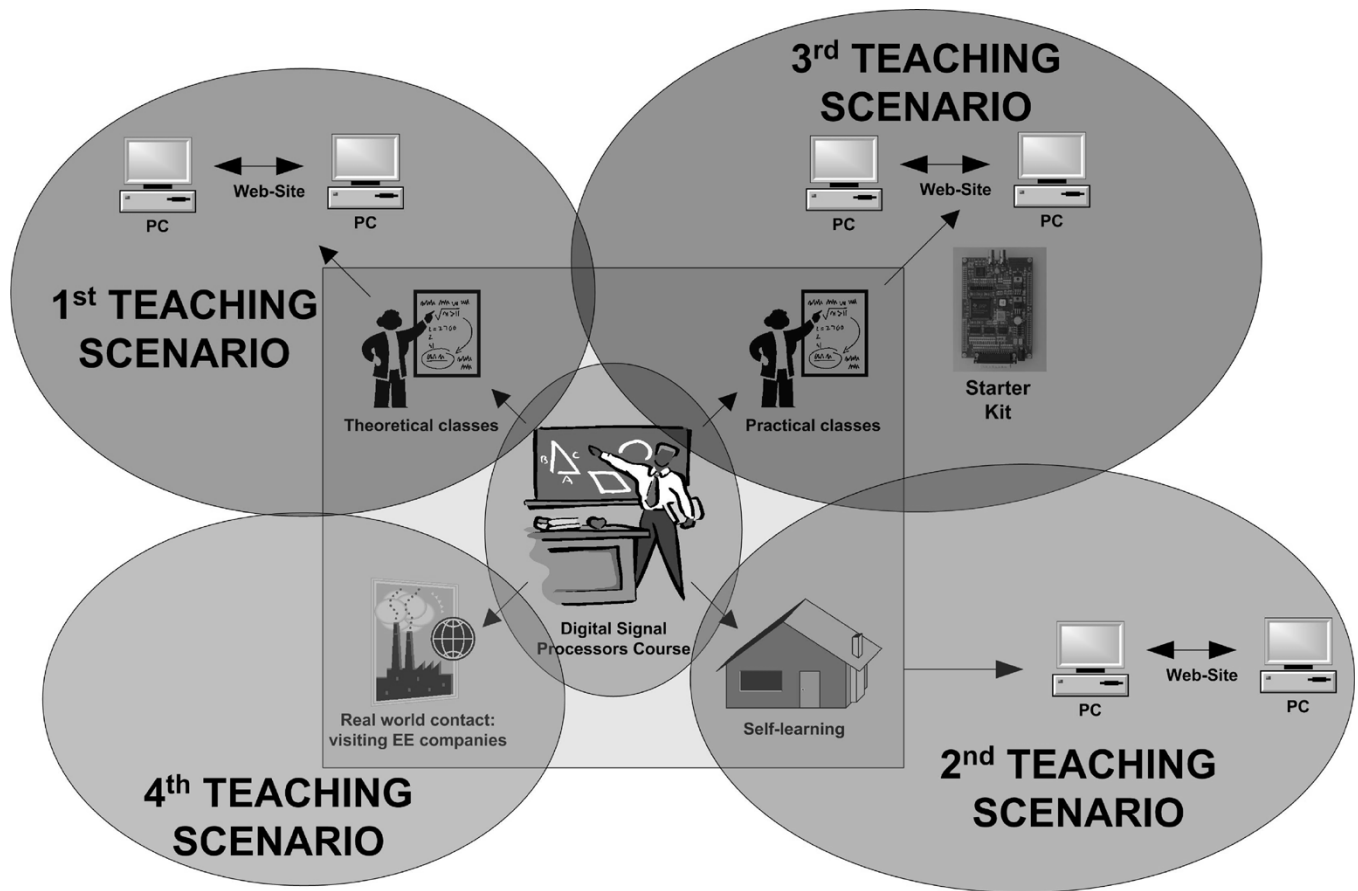 1st TEACHING
SCENARIO
PC
Web-Site
PC
Theoretical classes
3rd TEACHING
SCENARIO
PC
Web-Site
PC
Starter
Kit
Practical classes
B
C
A
Digital Signal
Processors Course
Real world contact:
visiting EE companies
4th TEACHING
SCENARIO
Self-learning
PC
Web-Site
PC
2nd TEACHING
SCENARIO